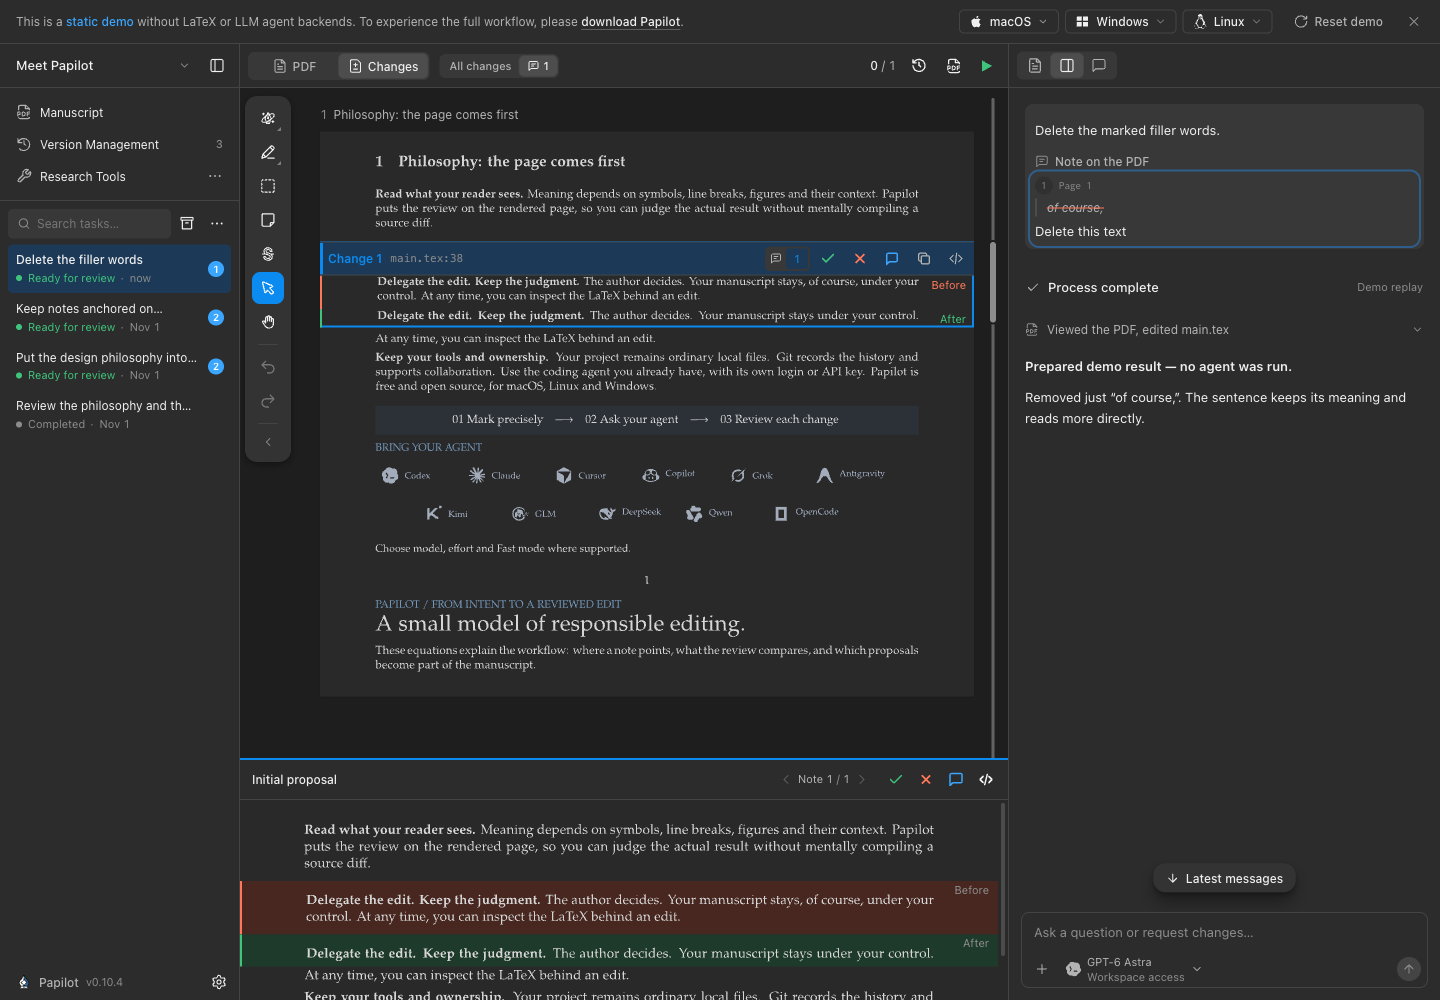 This is a static demo without LaTeX or LLM agent backends. To experience the full workflow, please download Papilot.
macOS
Windows
Linux
Reset demo
Meet Papilot
PDF
Changes
All changes
1
0 / 1
Manuscript
Version Management
3
Research Tools
Search tasks...
Delete the filler words
Ready for review · now
1
Keep notes anchored on...
Ready for review · Nov 1
2
Put the design philosophy into...
Ready for review · Nov 1
2
Review the philosophy and th...
Completed · Nov 1
Papilot v0.10.4
1 Philosophy: the page comes first
1 Philosophy: the page comes first
Read what your reader sees. Meaning depends on symbols, line breaks, figures and their context. Papilot
puts the review on the rendered page, so you can judge the actual result without mentally compiling a
source diff.
Change 1 main.tex:38
1
Delegate the edit. Keep the judgment. The author decides. Your manuscript stays, of course, under your
control. At any time, you can inspect the LaTeX behind an edit.
Before
Delegate the edit. Keep the judgment. The author decides. Your manuscript stays under your control.
After
At any time, you can inspect the LaTeX behind an edit.
Keep your tools and ownership. Your project remains ordinary local files. Git records the history and
supports collaboration. Use the coding agent you already have, with its own login or API key. Papilot is
free and open source, for macOS, Linux and Windows.
01 Mark precisely ⟶ 02 Ask your agent ⟶ 03 Review each change
BRING YOUR AGENT
Codex Claude Cursor Copilot Grok Antigravity
Kimi GLM DeepSeek Qwen OpenCode
Choose model, effort and Fast mode where supported.
1
PAPILOT / FROM INTENT TO A REVIEWED EDIT
A small model of responsible editing.
These equations explain the workflow: where a note points, what the review compares, and which proposals
become part of the manuscript.
Initial proposal
Note 1 / 1
Read what your reader sees. Meaning depends on symbols, line breaks, figures and their context. Papilot
puts the review on the rendered page, so you can judge the actual result without mentally compiling a
source diff.
Before
Delegate the edit. Keep the judgment. The author decides. Your manuscript stays, of course, under your
control. At any time, you can inspect the LaTeX behind an edit.
After
Delegate the edit. Keep the judgment. The author decides. Your manuscript stays under your control.
At any time, you can inspect the LaTeX behind an edit.
Keep your tools and ownership. Your project remains ordinary local files. Git records the history and
Delete the marked filler words.
Note on the PDF
1 Page 1
of course,
Delete this text
Process complete
Demo replay
Viewed the PDF, edited main.tex
Prepared demo result — no agent was run.
Removed just “of course,”. The sentence keeps its meaning and
reads more directly.
Latest messages
Ask a question or request changes...
GPT-6 Astra
Workspace access